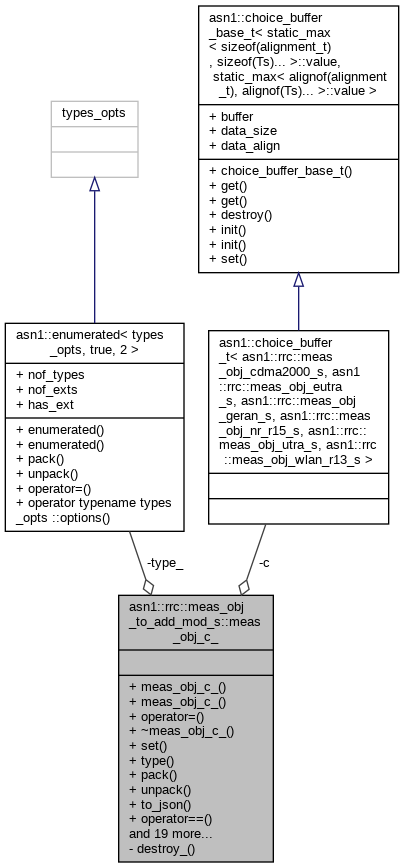 asn1::choice_buffer
_base_t< static_max
< sizeof(alignment_t)
, sizeof(Ts)... >::value,
static_max< alignof(alignment
_t), alignof(Ts)... >::value >
+ buffer
+ data_size
+ data_align
+ choice_buffer_base_t()
+ get()
+ get()
+ destroy()
+ init()
+ init()
+ set()
types_opts
asn1::enumerated< types
_opts, true, 2 >
+ nof_types
+ nof_exts
+ has_ext
+ enumerated()
+ enumerated()
+ pack()
+ unpack()
+ operator=()
+ operator typename types
_opts ::options()
asn1::choice_buffer
_t< asn1::rrc::meas
_obj_cdma2000_s, asn1
::rrc::meas_obj_eutra
_s, asn1::rrc::meas_obj
_geran_s, asn1::rrc::meas
_obj_nr_r15_s, asn1::rrc::
meas_obj_utra_s, asn1::rrc
::meas_obj_wlan_r13_s >
-type_
-c
asn1::rrc::meas_obj
_to_add_mod_s::meas
_obj_c_
+ meas_obj_c_()
+ meas_obj_c_()
+ operator=()
+ ~meas_obj_c_()
+ set()
+ type()
+ pack()
+ unpack()
+ to_json()
+ operator==()
and 19 more...
- destroy_()